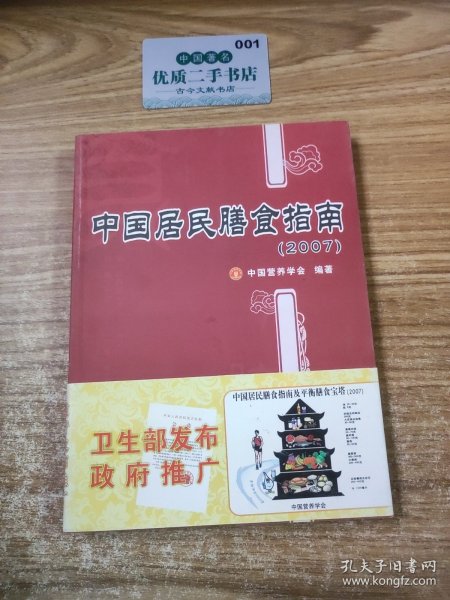 001
中国著名
优质二手书店
古今文献书店
中国居民膳食指南
(2007)
中国营养学会 编著
中国居民膳食指南及平衡膳食宝塔(2007)
卫生部发布
政府推广
中国营养学会
孔夫子旧书网
www.kongfz.com